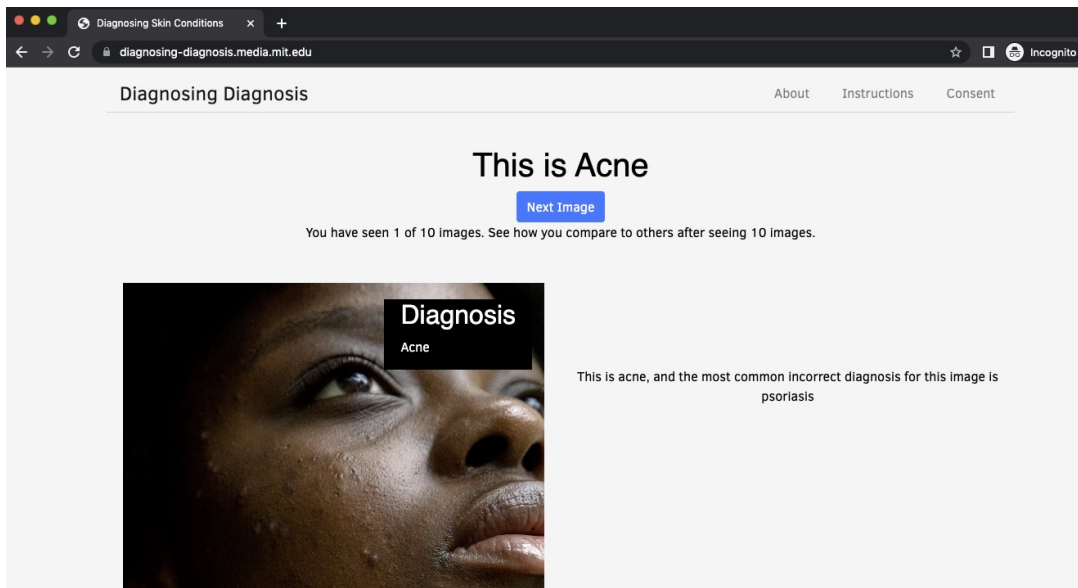 Diagnosing Skin Conditions
diagnosing-diagnosis.media.mit.edu
Incognito
Diagnosing Diagnosis
About Instructions Consent
This is Acne
Next Image
You have seen 1 of 10 images. See how you compare to others after seeing 10 images.
Diagnosis
Acne
This is acne, and the most common incorrect diagnosis for this image is
psoriasis